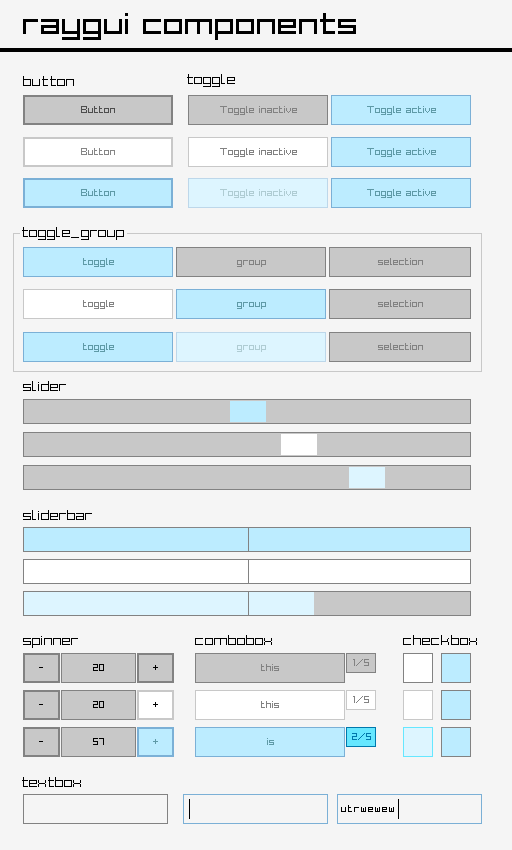 raygui components
button toggle
Button Toggle inactive Toggle active
Button Toggle inactive Toggle active
Button Toggle inactive Toggle active
toggle_group
toggle group selection
toggle group selection
toggle group selection
slider
sliderbar
spinner combobox checkbox
- 20 + this 1/5
- 20 + this 1/5
- 57 + is 2/5
textbox
utrwewew